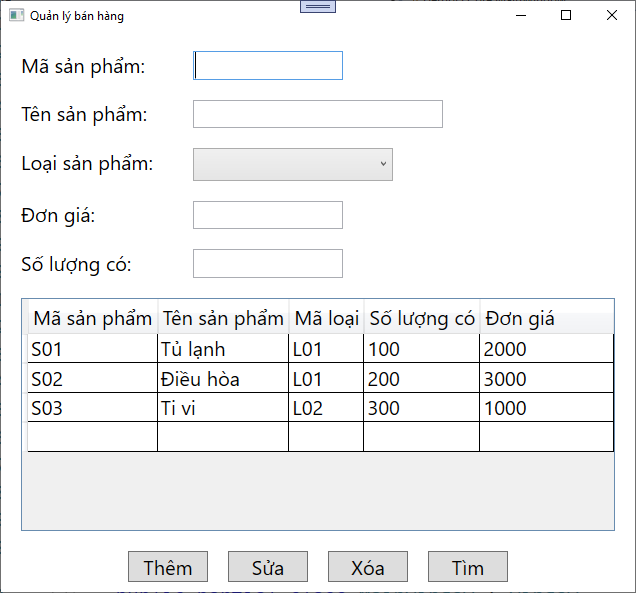 Quản lý bán hàng
Mã sản phẩm:
Tên sản phẩm:
Loại sản phẩm:
Đơn giá:
Số lượng có:
Mã sản phẩm Tên sản phẩm Mã loại Số lượng có Đơn giá
S01 Tủ lạnh L01 100 2000
S02 Điều hòa L01 200 3000
S03 Ti vi L02 300 1000
Thêm Sửa Xóa Tìm